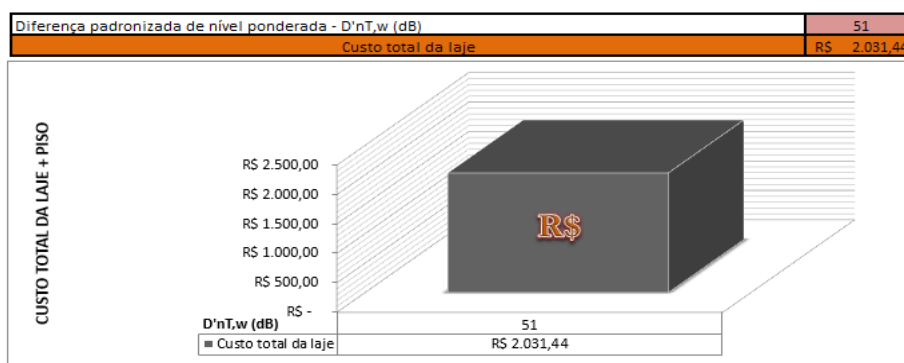 Diferença padronizada de nível ponderada - D'nT,w (dB) 51
Custo total da laje R$ 2.031,44
CUSTO TOTAL DA LAJE + PISO
R$ 2.500,00
R$ 2.000,00
R$ 1.500,00
R$ 1.000,00
R$ 500,00
R$ -
R$
D'nT,w (dB) 51
Custo total da laje R$ 2.031,44